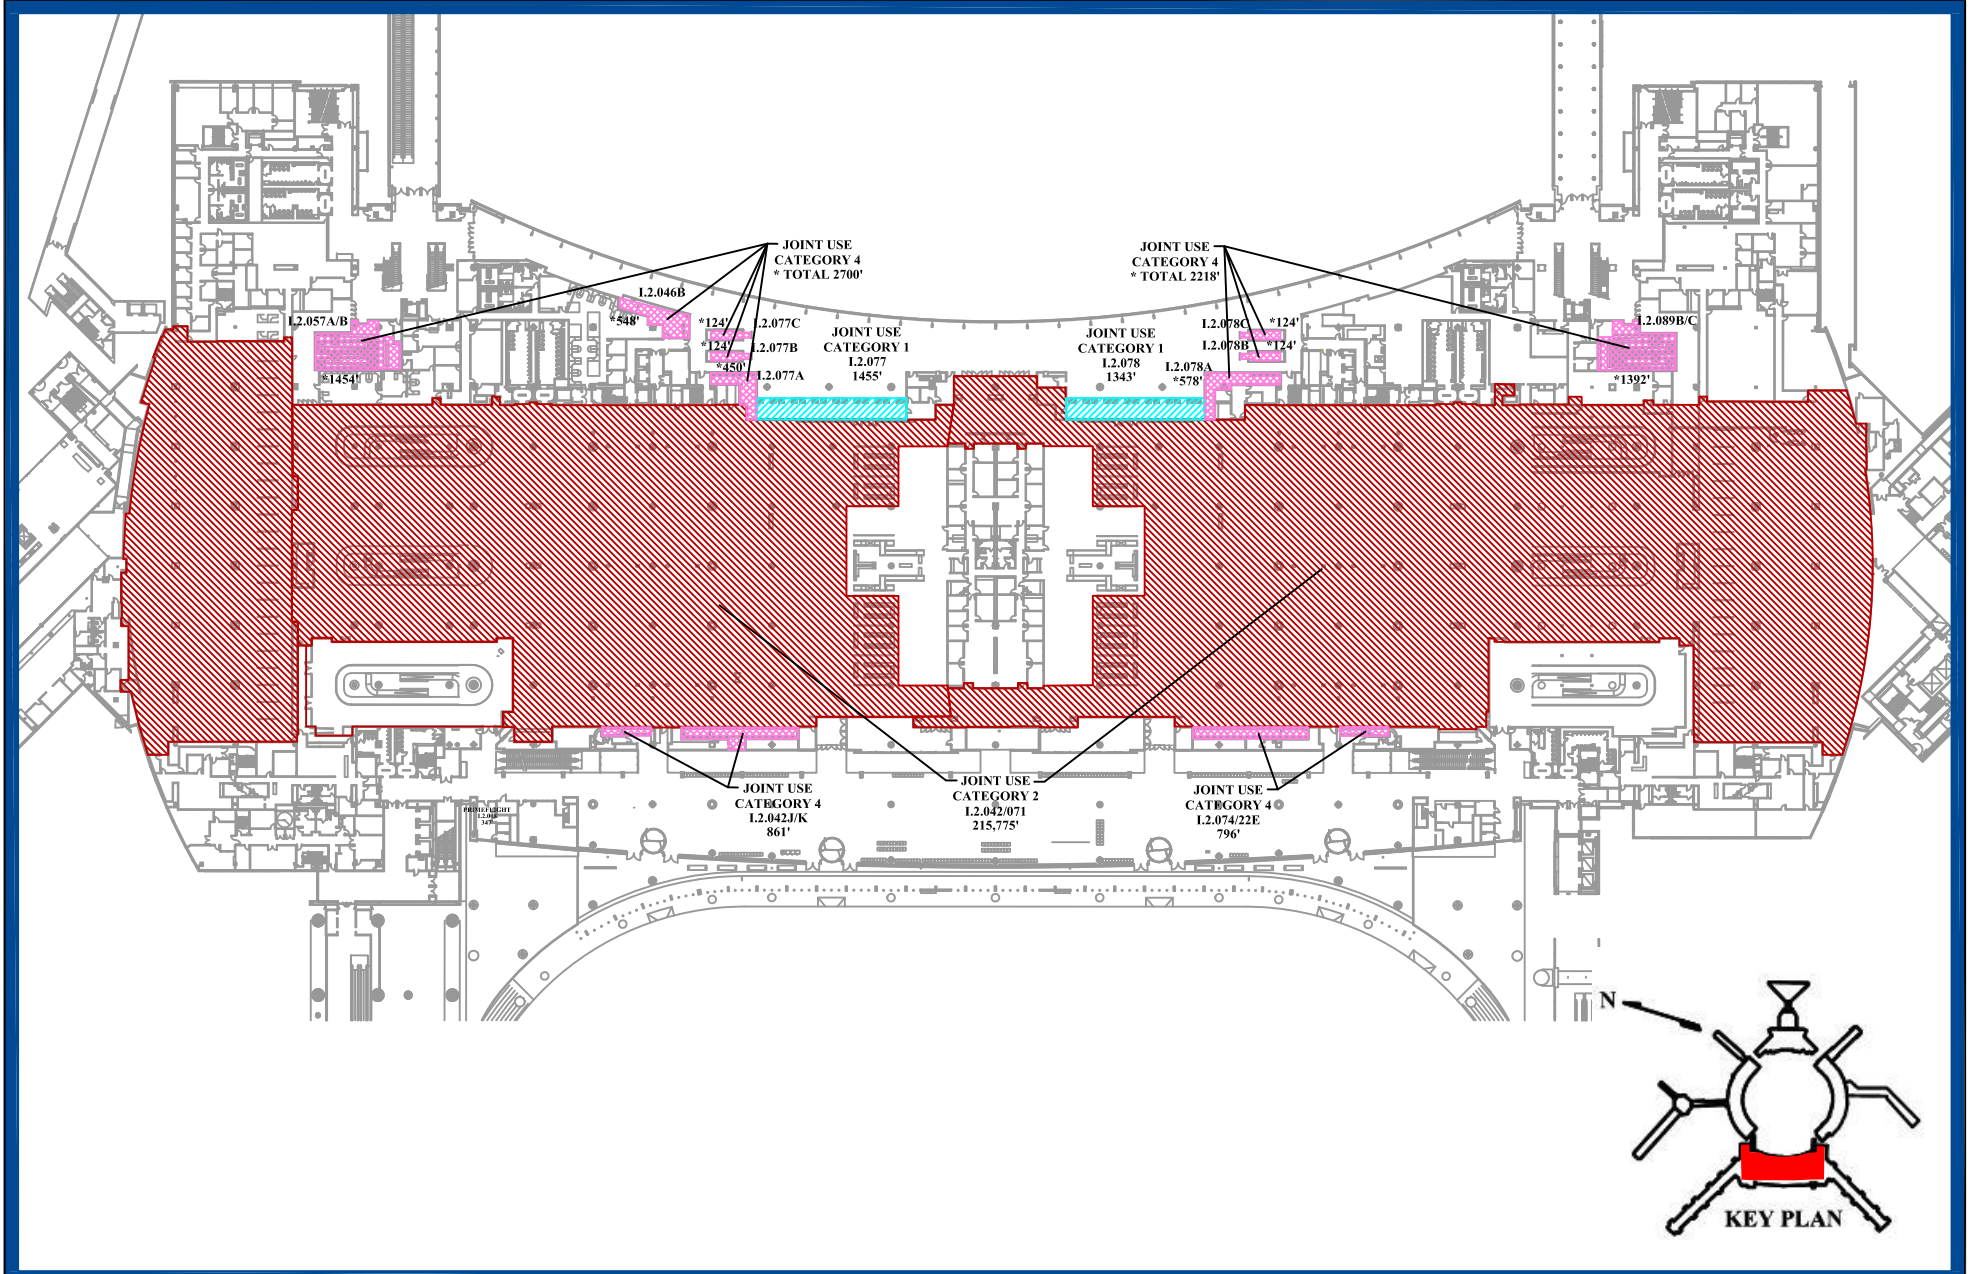 JOINT USE
CATEGORY 4
* TOTAL 2700'
JOINT USE
CATEGORY 4
* TOTAL 2218'
I.2.046B
*548'
I.2.057A/B
*1454'
*124'
I.2.077C
*124'
I.2.077B
*450'
I.2.077A
JOINT USE
CATEGORY 1
I.2.077
1455'
JOINT USE
CATEGORY 1
I.2.078
1343'
I.2.078C
*124'
I.2.078B
*124'
I.2.078A
*578'
I.2.089B/C
*1392'
JOINT USE
CATEGORY 4
I.2.042J/K
861'
JOINT USE
CATEGORY 2
I.2.042/071
215,775'
JOINT USE
CATEGORY 4
I.2.074/22E
796'
PRIMEFLIGHT
I.2.018
347'
N
KEY PLAN